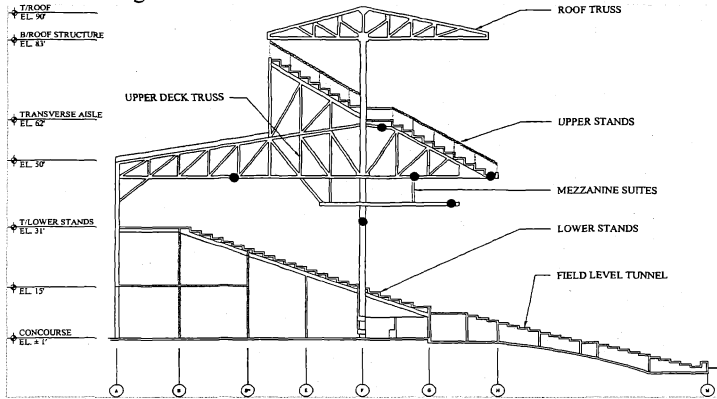 T/ROOF
EL. 90'
B/ROOF STRUCTURE
EL. 83'
ROOF TRUSS
UPPER DECK TRUSS
TRANSVERSE AISLE
EL. 62'
UPPER STANDS
EL. 50'
MEZZANINE SUITES
T/LOWER STANDS
EL. 31'
LOWER STANDS
FIELD LEVEL TUNNEL
EL. 15'
CONCOURSE
EL. ± 1'
A B E F G H